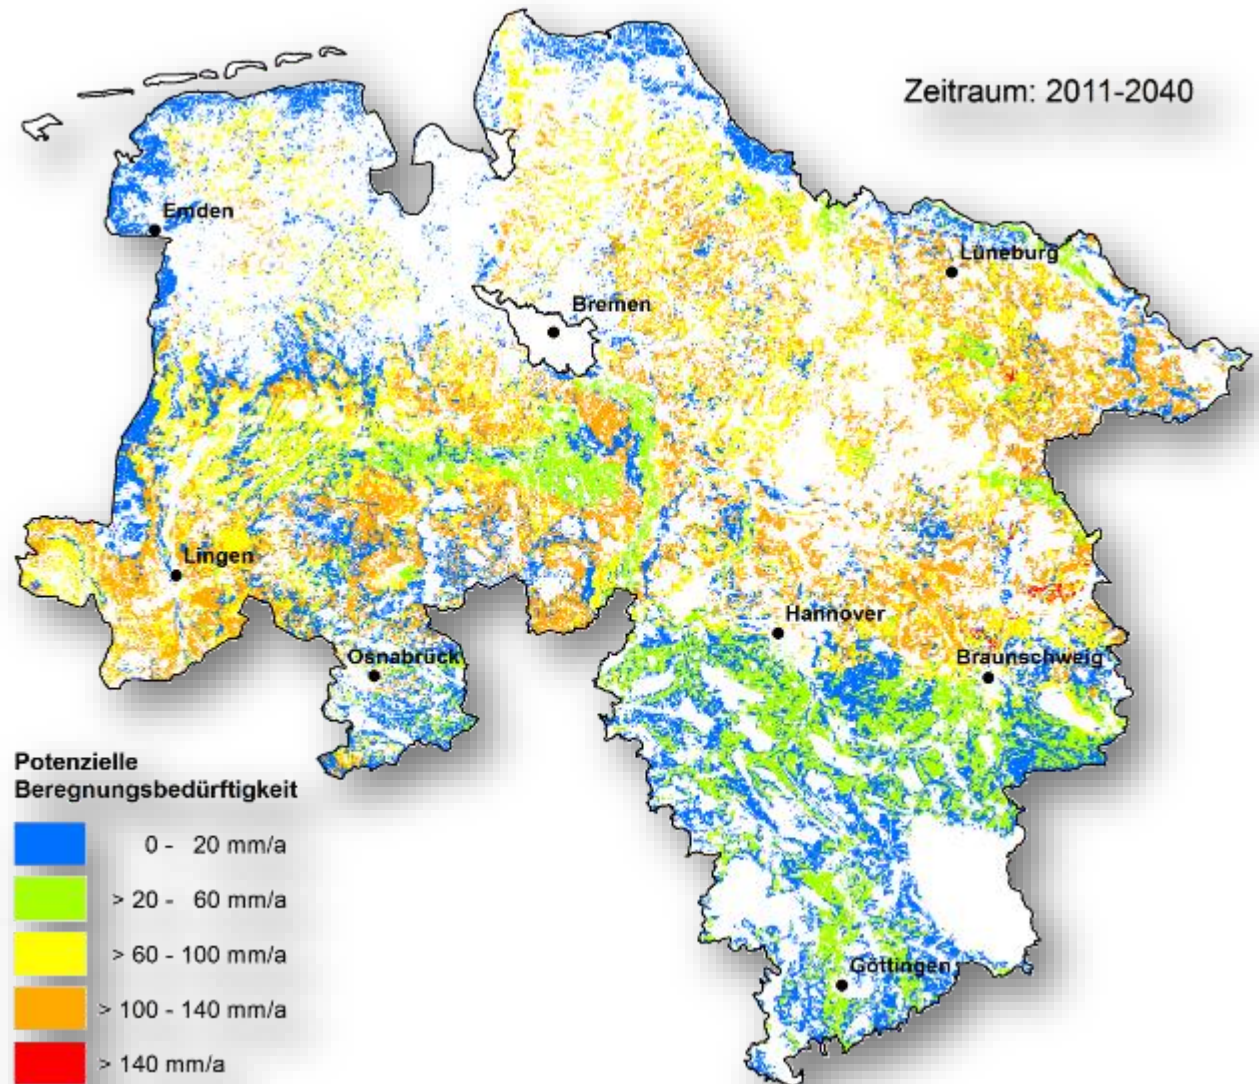 Zeitraum: 2011-2040
Emden
Lüneburg
Bremen
Lingen
Hannover
Osnabrück
Braunschweig
Göttingen
Potenzielle
Beregnungsbedürftigkeit
0 - 20 mm/a
> 20 - 60 mm/a
> 60 - 100 mm/a
> 100 - 140 mm/a
> 140 mm/a